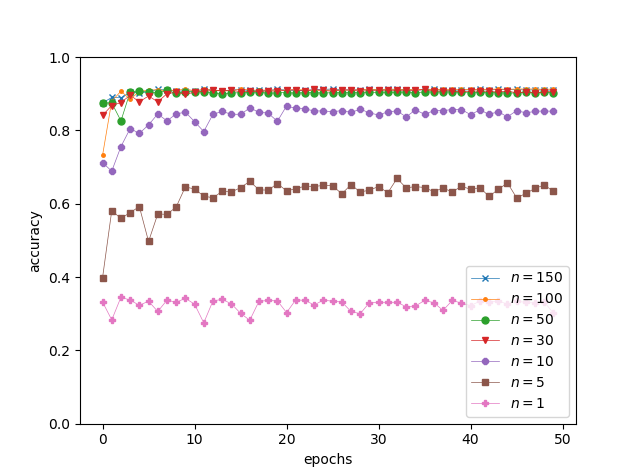 1.0
0.8
0.6
0.4
0.2
0.0
accuracy
0
10
20
30
40
50
epochs
n = 150
n = 100
n = 50
n = 30
n = 10
n = 5
n = 1